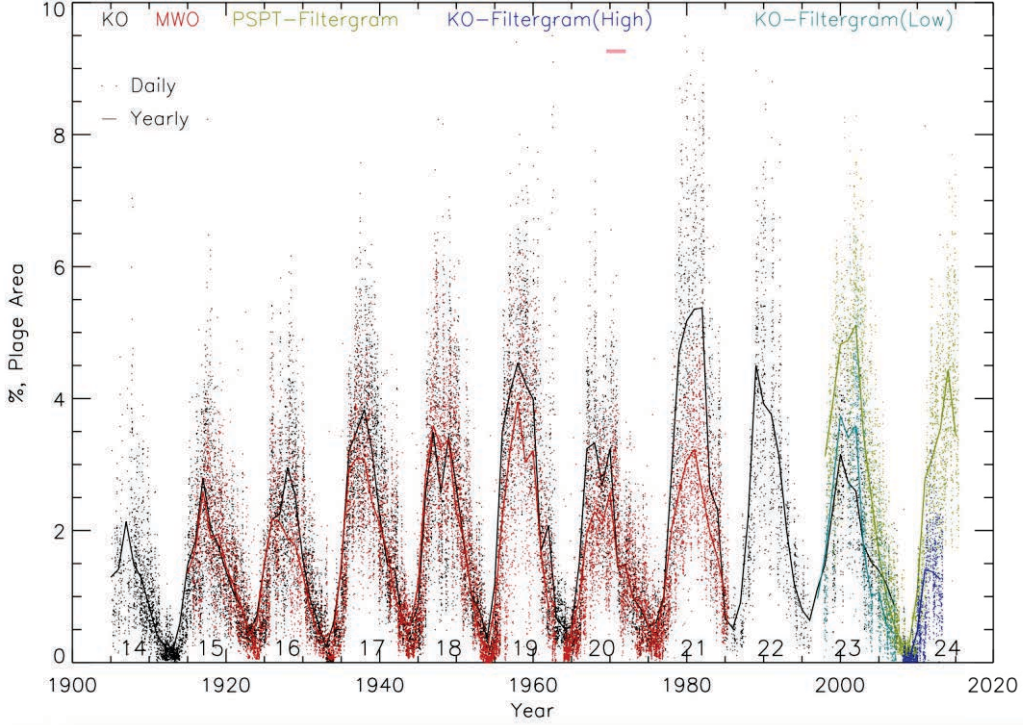 KO MWO PSPT-Filtergram KO-Filtergram(High) KO-Filtergram(Low)
Daily
Yearly
10
8
6
4
2
0
%, Plage Area
14 15 16 17 18 19 20 21 22 23 24
1900 1920 1940 1960 1980 2000 2020
Year